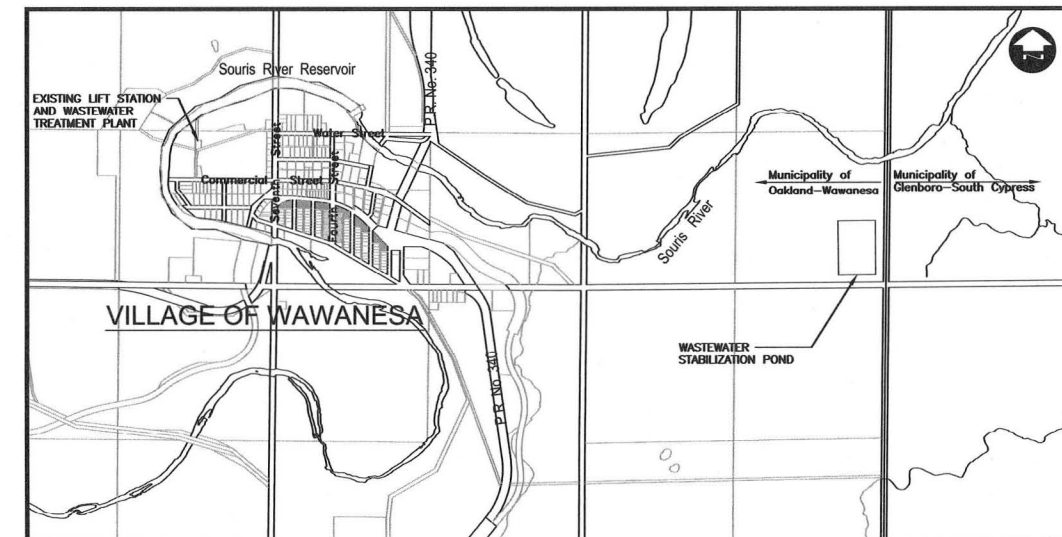 Souris River Reservoir
EXISTING LIFT STATION
AND WASTEWATER
TREATMENT PLANT
P.R. No. 340
Water Street
Seventh Street
Fourth Street
Commercial Street
Municipality of
Oakland-Wawanesa
Municipality of
Glenboro-South Cypress
Souris River
VILLAGE OF WAWANESA
WASTEWATER
STABILIZATION POND
P.R. No. 340
N